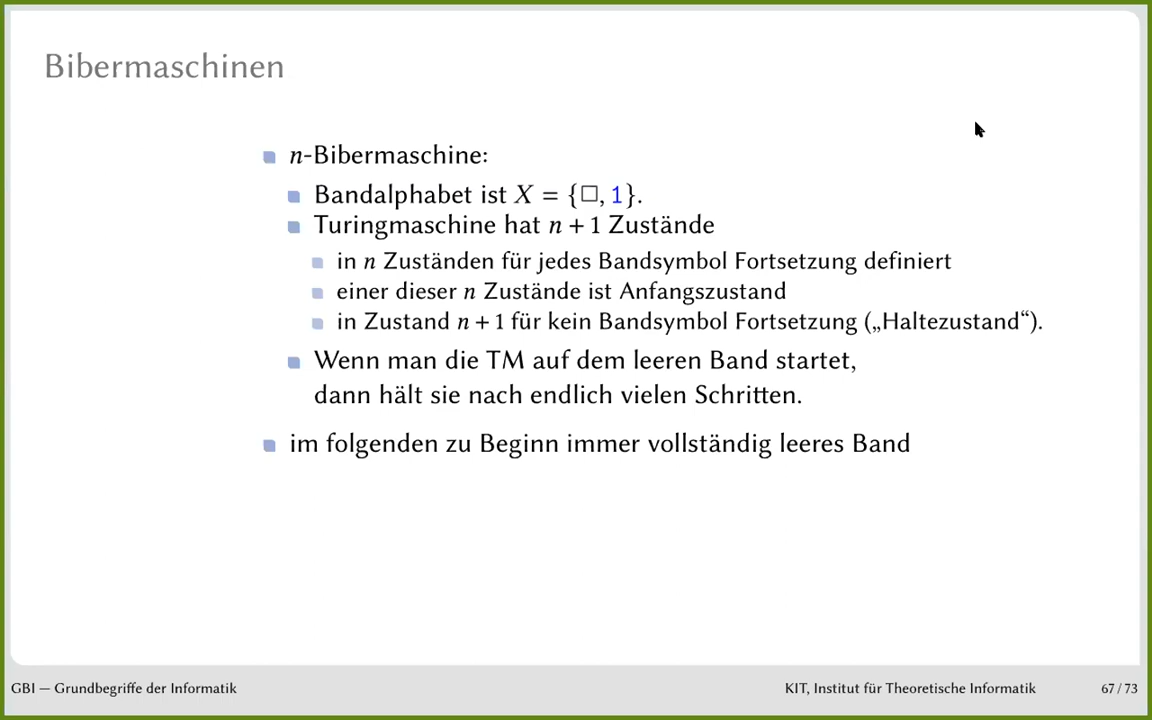 Bibermaschinen
n-Bibermaschine:
Bandalphabet ist X = {□, 1}.
Turingmaschine hat n + 1 Zustände
in n Zuständen für jedes Bandsymbol Fortsetzung definiert
einer dieser n Zustände ist Anfangszustand
in Zustand n + 1 für kein Bandsymbol Fortsetzung („Haltezustand“).
Wenn man die TM auf dem leeren Band startet,
dann hält sie nach endlich vielen Schritten.
im folgenden zu Beginn immer vollständig leeres Band
GBI — Grundbegriffe der Informatik
KIT, Institut für Theoretische Informatik
67 / 73